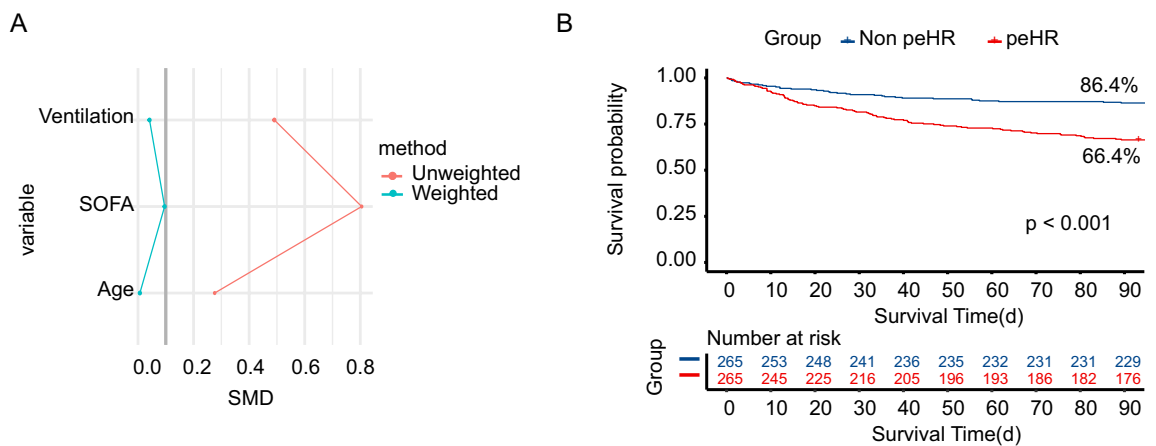 A
Ventilation
SOFA
Age
variable
0.0 0.2 0.4 0.6 0.8
SMD
method
Unweighted
Weighted
B
Group Non peHR peHR
1.00
0.75
0.50
0.25
0.00
Survival probability
86.4%
66.4%
p < 0.001
0 10 20 30 40 50 60 70 80 90
Survival Time(d)
Number at risk
Group
265 253 248 241 236 235 232 231 231 229
265 245 225 216 205 196 193 186 182 176
0 10 20 30 40 50 60 70 80 90
Survival Time(d)